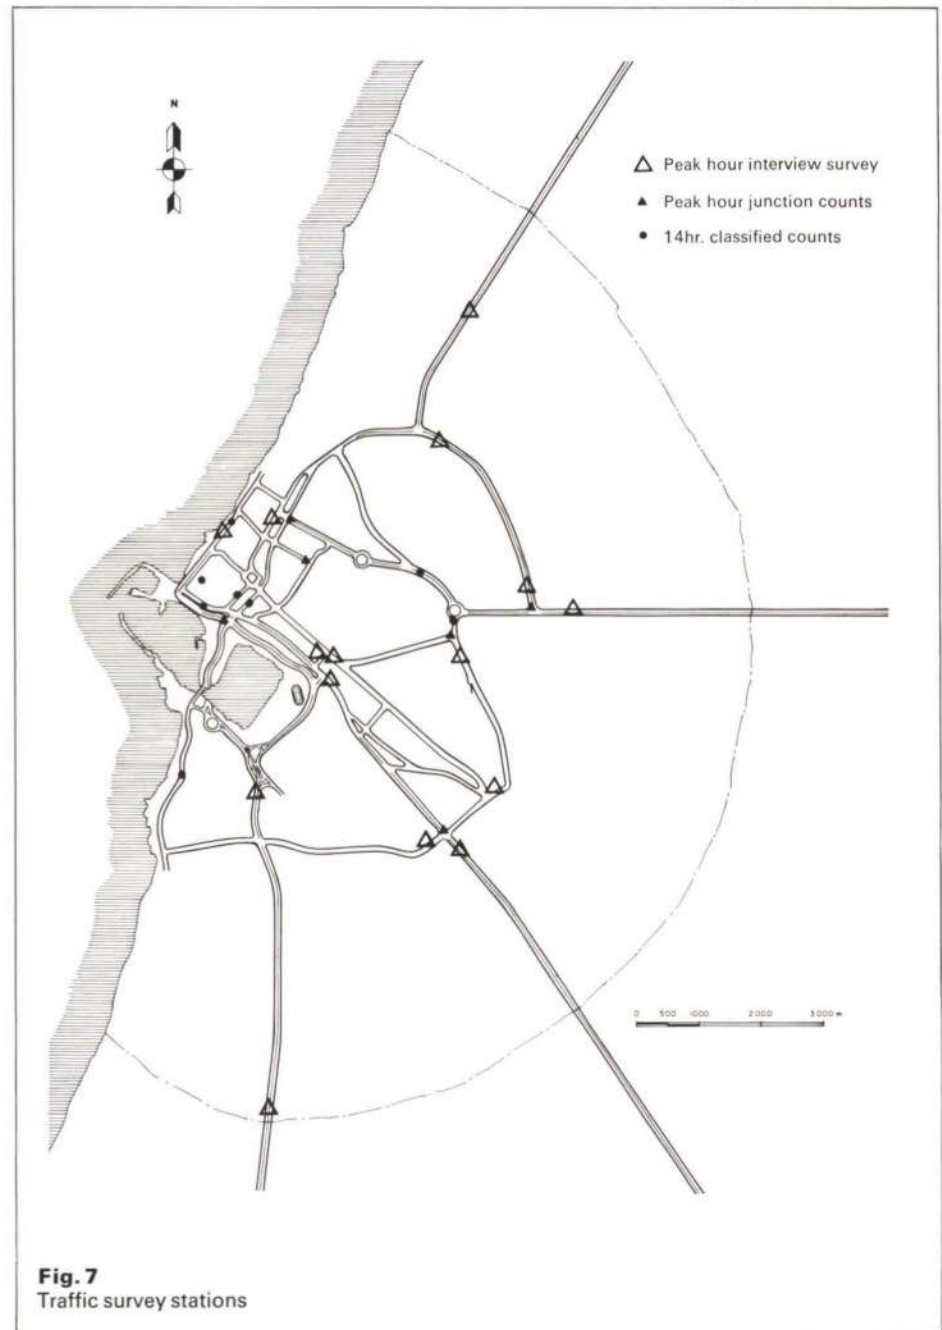 N
Peak hour interview survey
Peak hour junction counts
14hr. classified counts
0 500 1000 2000 3000 m
Fig. 7
Traffic survey stations